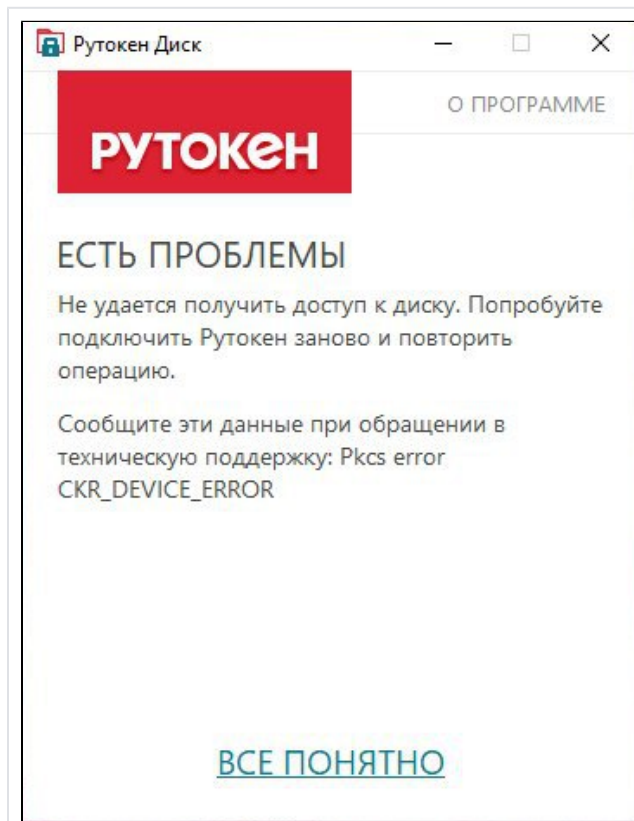 Рутокен Диск
О ПРОГРАММЕ
РУТОКЕН
ЕСТЬ ПРОБЛЕМЫ
Не удается получить доступ к диску. Попробуйте
подключить Рутокен заново и повторить
операцию.
Сообщите эти данные при обращении в
техническую поддержку: Pkcs error
CKR_DEVICE_ERROR
ВСЕ ПОНЯТНО